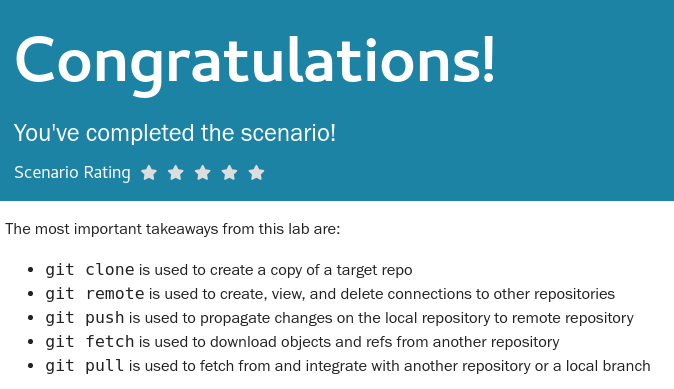 Congratulations!
You've completed the scenario!
Scenario Rating
The most important takeaways from this lab are:
• git clone is used to create a copy of a target repo
• git remote is used to create, view, and delete connections to other repositories
• git push is used to propagate changes on the local repository to remote repository
• git fetch is used to download objects and refs from another repository
• git pull is used to fetch from and integrate with another repository or a local branch